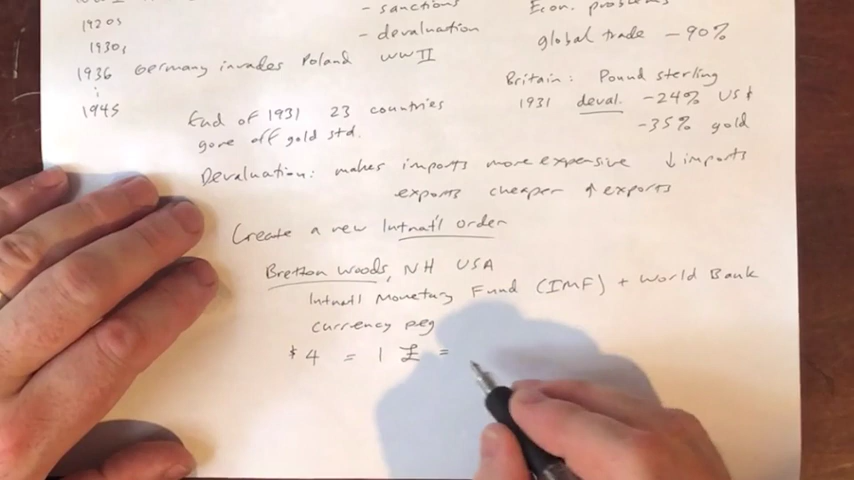 - sanctions
Econ. problems
1920s
- devaluation
global trade -90%
1930s
1936 Germany invades Poland WWII
1945
Britain: Pound sterling
1931 deval. -24% US$
-35% gold
End of 1931 23 countries
gone off gold std.
Devaluation: makes imports more expensive ↓ imports
exports cheaper ↑ exports
Create a new Intnat'l Order
Bretton Woods, NH USA
Intnat'l Monetary Fund (IMF) + World Bank
currency peg
$4 = 1 £ =